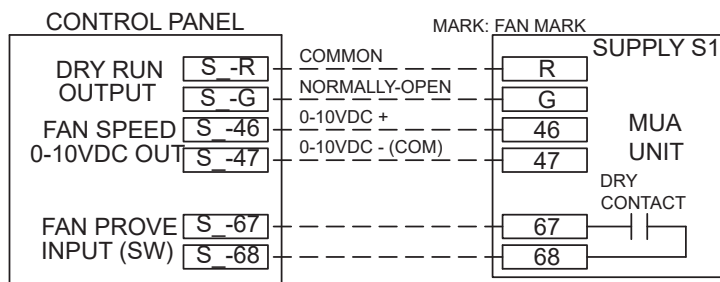 CONTROL PANEL
MARK: FAN MARK
SUPPLY S1
DRY RUN
OUTPUT
S_-R
COMMON
R
S_-G
NORMALLY-OPEN
G
FAN SPEED
0-10VDC OUT
S_-46
0-10VDC +
46
S_-47
0-10VDC - (COM)
47
MUA
UNIT
DRY
CONTACT
FAN PROVE
INPUT (SW)
S_-67
67
S_-68
68